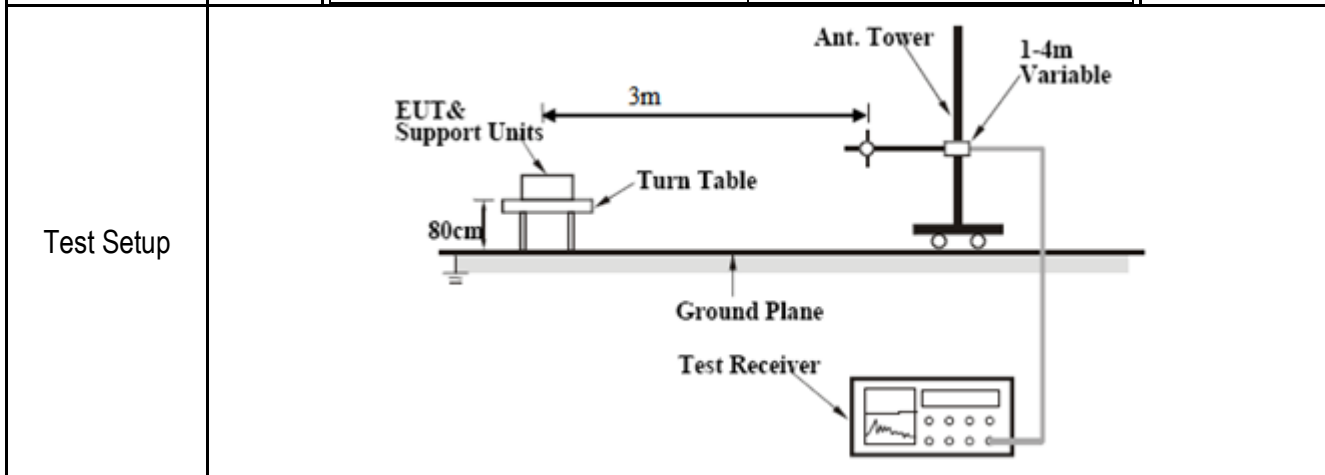 Test Setup
Ant. Tower
1-4m
Variable
3m
EUT&
Support Units
Turn Table
80cm
Ground Plane
Test Receiver